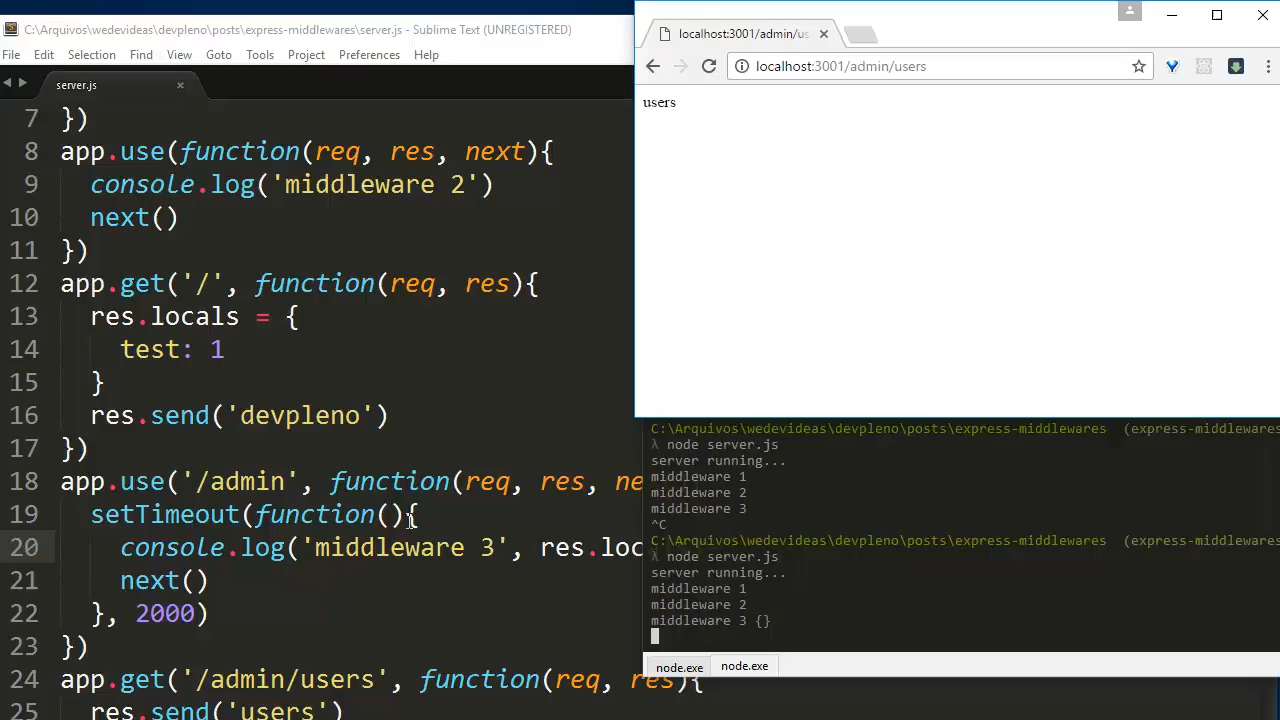 C:\Arquivos\wedevideas\devpleno\posts\express-middlewares\server.js - Sublime Text (UNREGISTERED)
File Edit Selection Find View Goto Tools Project Preferences Help
server.js
7 })
8 app.use(function(req, res, next){
9 console.log('middleware 2')
10 next()
11 })
12 app.get('/', function(req, res){
13 res.locals = {
14 test: 1
15 }
16 res.send('devpleno')
17 })
18 app.use('/admin', function(req, res, ne
19 setTimeout(function(){
20 console.log('middleware 3', res.loc
21 next()
22 }, 2000)
23 })
24 app.get('/admin/users', function(req, res){
25 res.send('users')
localhost:3001/admin/us
localhost:3001/admin/users
users
C:\Arquivos\wedevideas\devpleno\posts\express-middlewares (express-middlewares
λ node server.js
server running...
middleware 1
middleware 2
middleware 3
^C
C:\Arquivos\wedevideas\devpleno\posts\express-middlewares (express-middlewares
λ node server.js
server running...
middleware 1
middleware 2
middleware 3 {}
node.exe node.exe